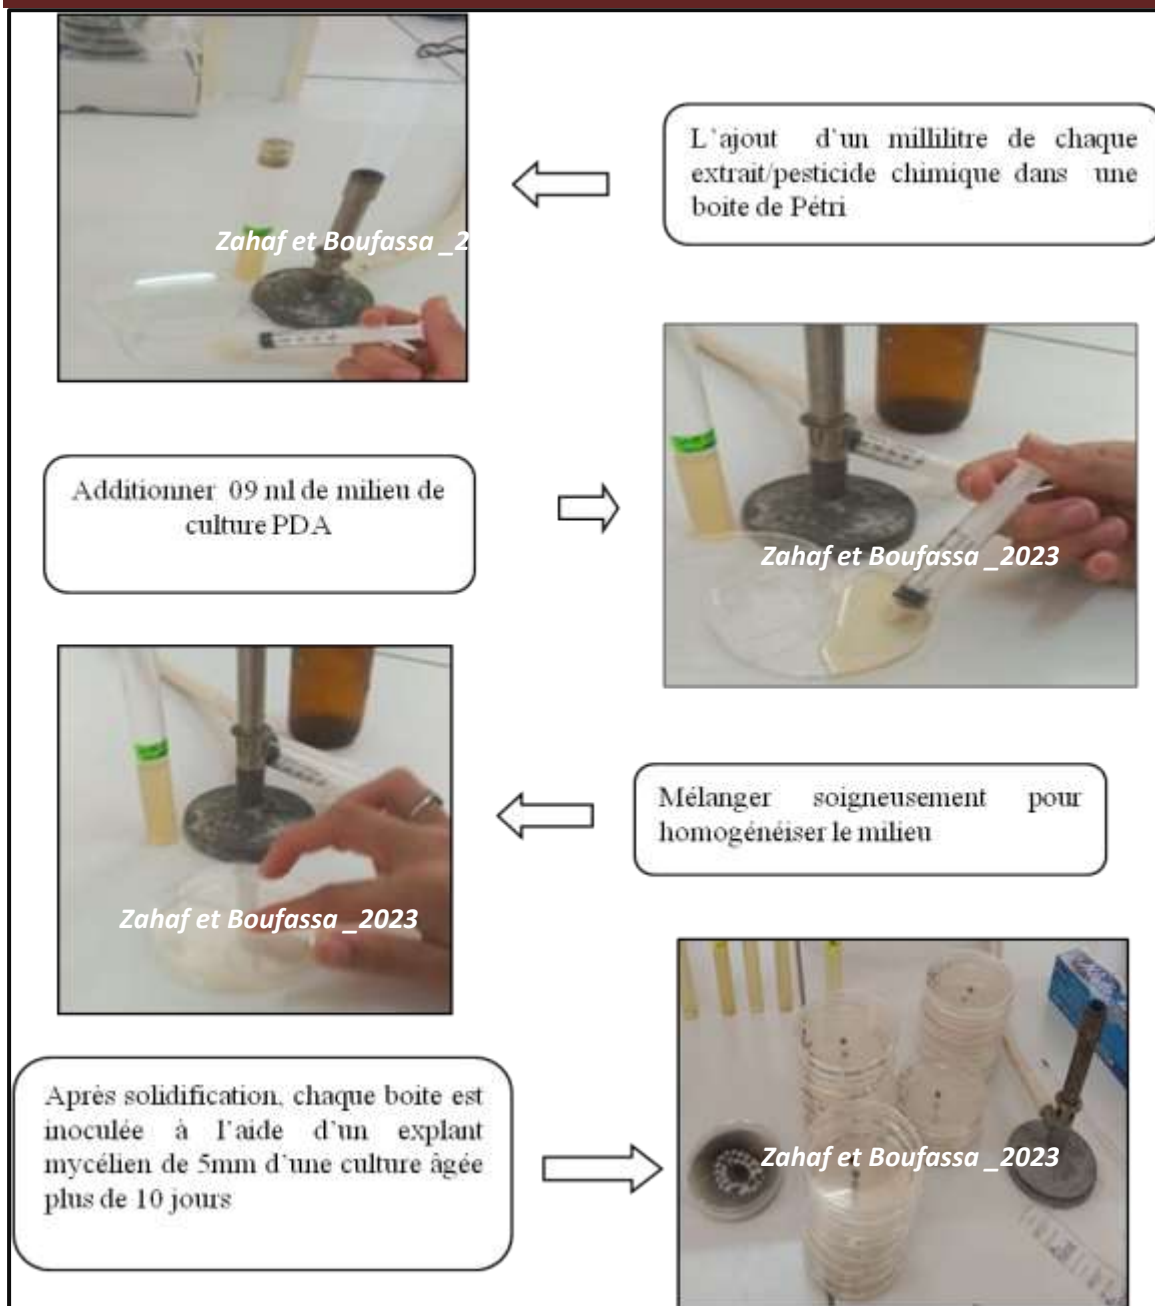 L'ajout d'un millilitre de chaque
extrait/pesticide chimique dans une
boite de Pétri
Zahaf et Boufassa _2
Additionner 09 ml de milieu de
culture PDA
Zahaf et Boufassa _2023
Mélanger soigneusement pour
homogénéiser le milieu
Zahaf et Boufassa _2023
Après solidification, chaque boite est
inoculée à l'aide d'un explant
mycélien de 5mm d'une culture âgée
plus de 10 jours
Zahaf et Boufassa _2023